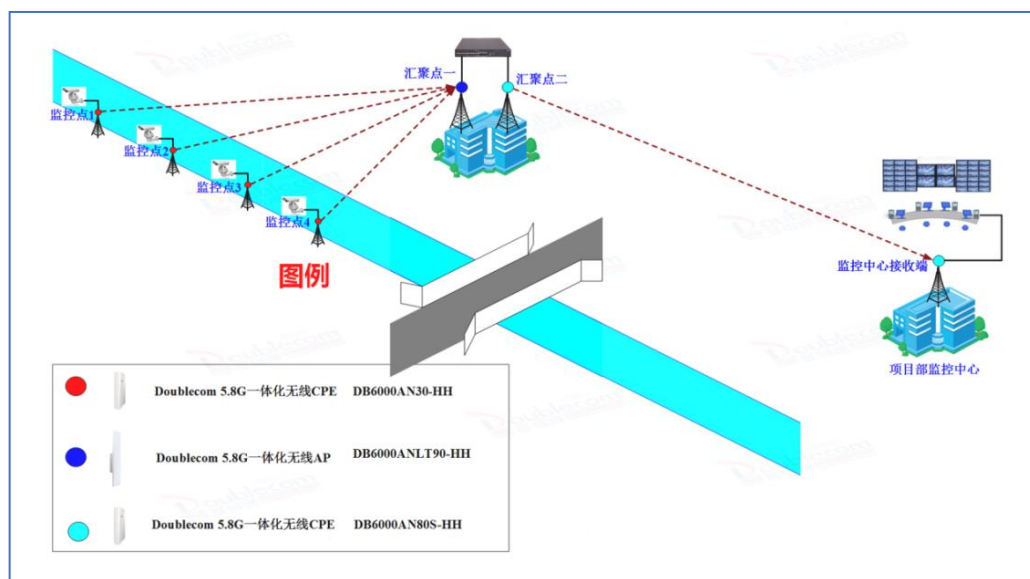 汇聚点一
汇聚点二
监控点1
监控点2
监控点3
监控点4
图例
监控中心接收端
项目部监控中心
Doublecom 5.8G一体化无线CPE DB6000AN30-HH
Doublecom 5.8G一体化无线AP DB6000ANLT90-HH
Doublecom 5.8G一体化无线CPE DB6000AN80S-HH